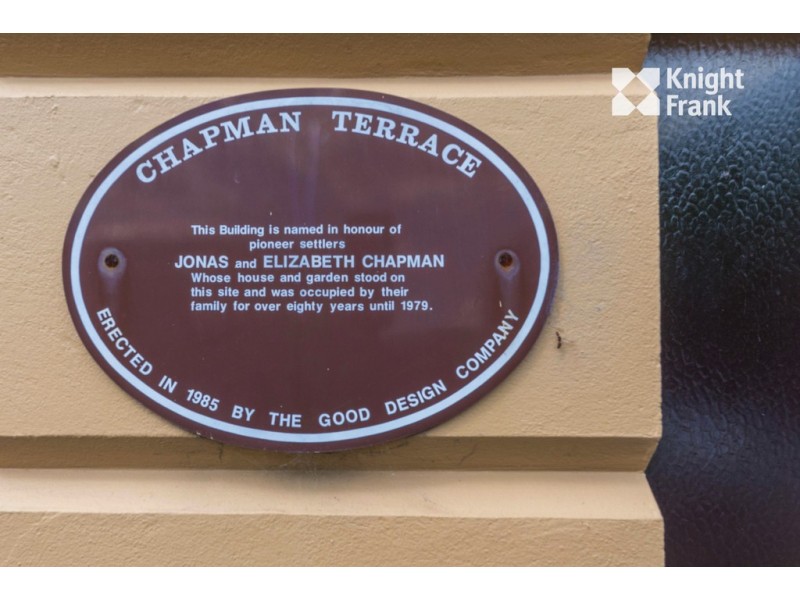 Knight
Frank
CHAPMAN TERRACE
This Building is named in honour of
pioneer settlers
JONAS and ELIZABETH CHAPMAN
Whose house and garden stood on
this site and was occupied by their
family for over eighty years until 1979.
ERECTED IN 1985 BY THE GOOD DESIGN COMPANY